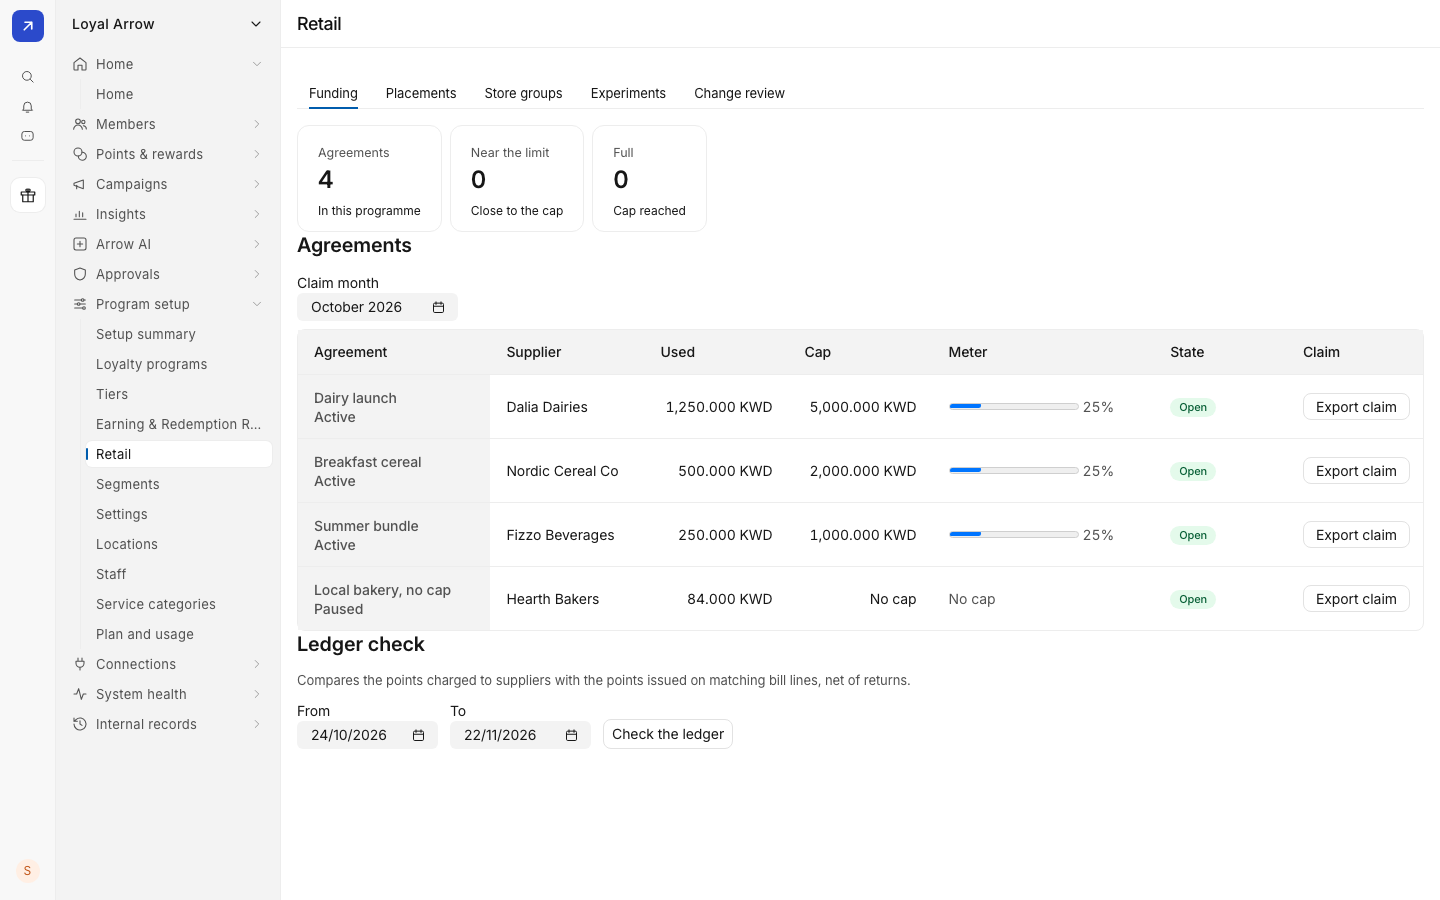 Loyal Arrow
Home
Home
Members
Points & rewards
Campaigns
Insights
Arrow AI
Approvals
Program setup
Setup summary
Loyalty programs
Tiers
Earning & Redemption R...
Retail
Segments
Settings
Locations
Staff
Service categories
Plan and usage
Connections
System health
Internal records
S
Retail
Funding Placements Store groups Experiments Change review
Agreements
4
In this programme
Near the limit
0
Close to the cap
Full
0
Cap reached
Agreements
Claim month
October 2026
Agreement Supplier Used Cap Meter State Claim
Dairy launch
Active
Dalia Dairies 1,250.000 KWD 5,000.000 KWD 25% Open Export claim
Breakfast cereal
Active
Nordic Cereal Co 500.000 KWD 2,000.000 KWD 25% Open Export claim
Summer bundle
Active
Fizzo Beverages 250.000 KWD 1,000.000 KWD 25% Open Export claim
Local bakery, no cap
Paused
Hearth Bakers 84.000 KWD No cap No cap Open Export claim
Ledger check
Compares the points charged to suppliers with the points issued on matching bill lines, net of returns.
From To
24/10/2026 22/11/2026 Check the ledger